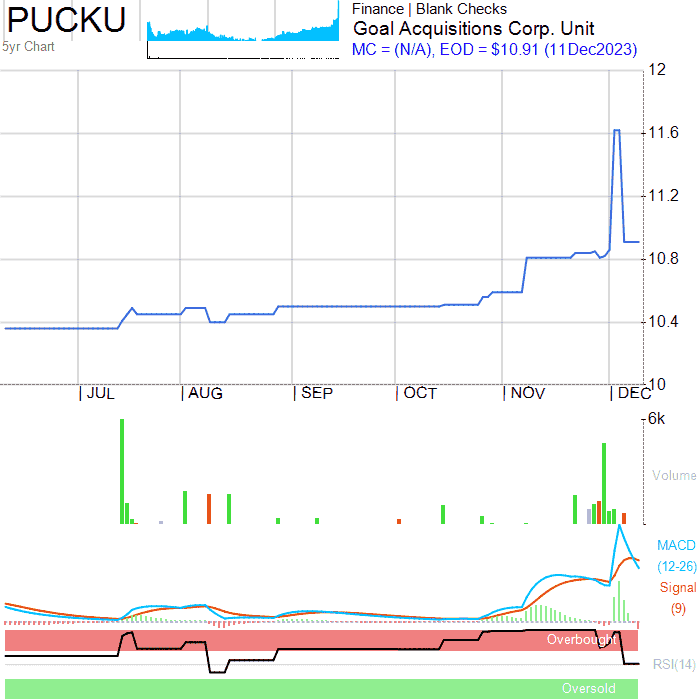 PUCKU
5yr Chart
Finance | Blank Checks
Goal Acquisitions Corp. Unit
MC = (N/A), EOD = $10.91 (11Dec2023)
12
11.6
11.2
10.8
10.4
10
| JUL | AUG | SEP | OCT | NOV | DEC
6k
Volume
MACD
(12-26)
Signal
(9)
Overbought
RSI(14)
Oversold